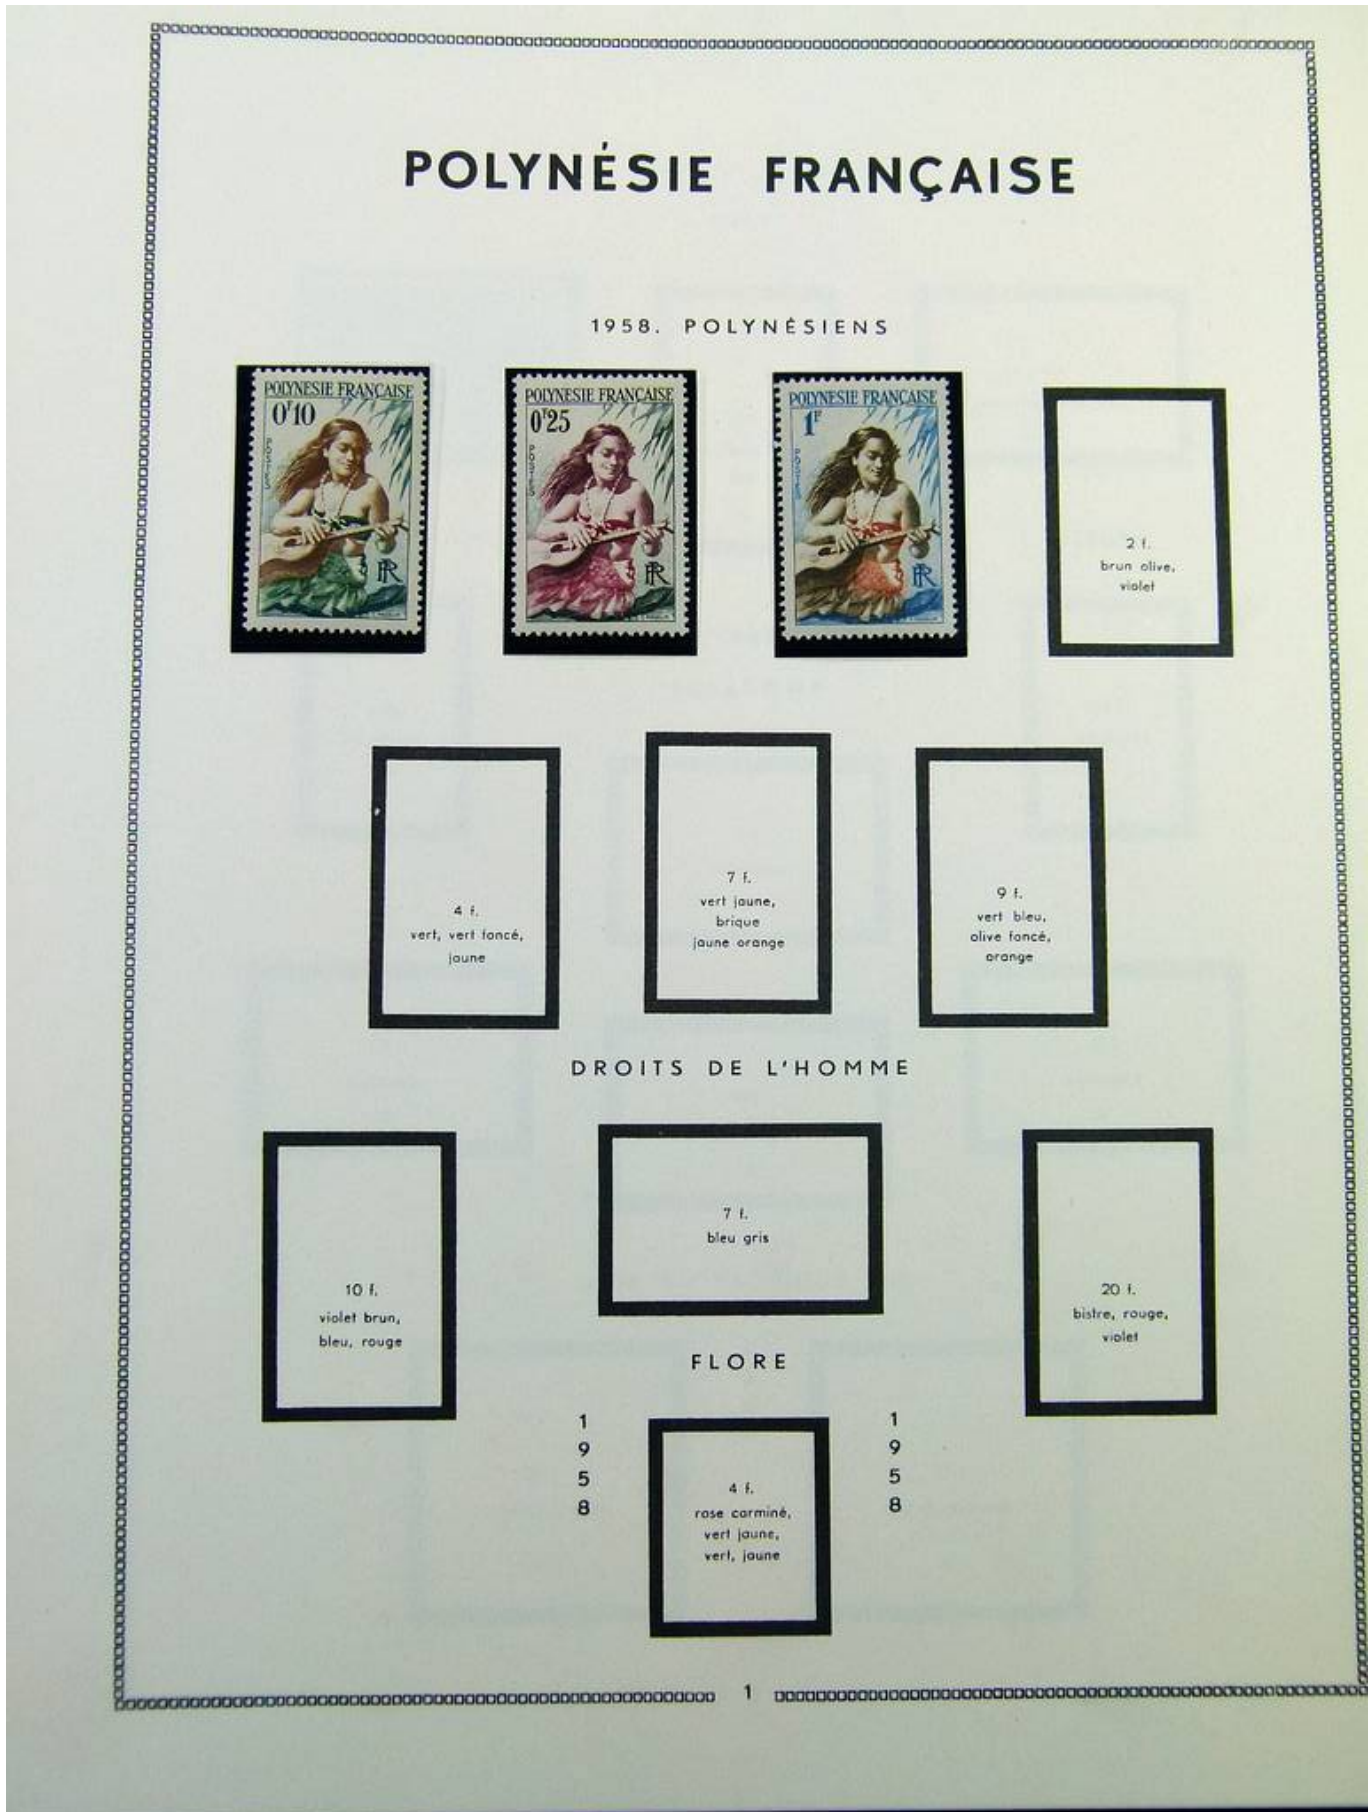 POLYNÉSIE FRANÇAISE
1958. POLYNÉSIENS
POLYNESIE FRANÇAISE
0F10
POSTES
RF
POLYNESIE FRANÇAISE
0F25
POSTES
RF
POLYNESIE FRANÇAISE
1F
POSTES
RF
2 f.
brun olive,
violet
4 f.
vert, vert foncé,
jaune
7 f.
vert jaune,
brique
jaune orange
9 f.
vert bleu,
olive foncé,
orange
DROITS DE L'HOMME
10 f.
violet brun,
bleu, rouge
7 f.
bleu gris
20 f.
bistre, rouge,
violet
FLORE
1
9
5
8
4 f.
rose carminé,
vert jaune,
vert, jaune
1
9
5
8
1